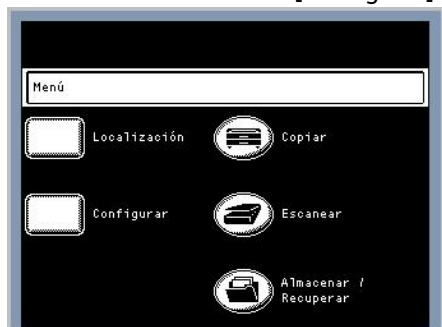 Menú
Localización
Copiar
Configurar
Escanear
Almacenar /
Recuperar